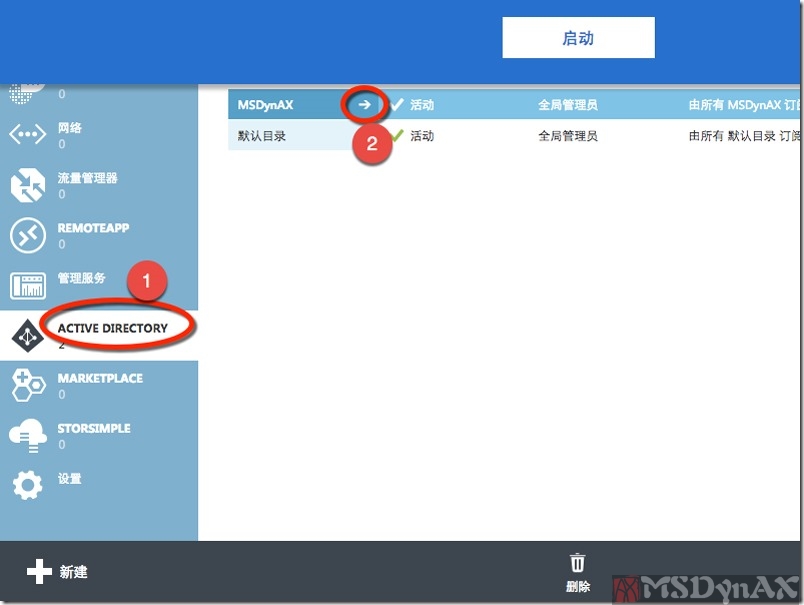 启动
0
网络
0
流量管理器
0
REMOTEAPP
0
管理服务
ACTIVE DIRECTORY
2
MARKETPLACE
0
STORSIMPLE
0
设置
MSDynAX 活动 全局管理员 由所有 MSDynAX 订阅
默认目录 活动 全局管理员 由所有 默认目录 订阅
1
2
新建
删除
MSDynAX